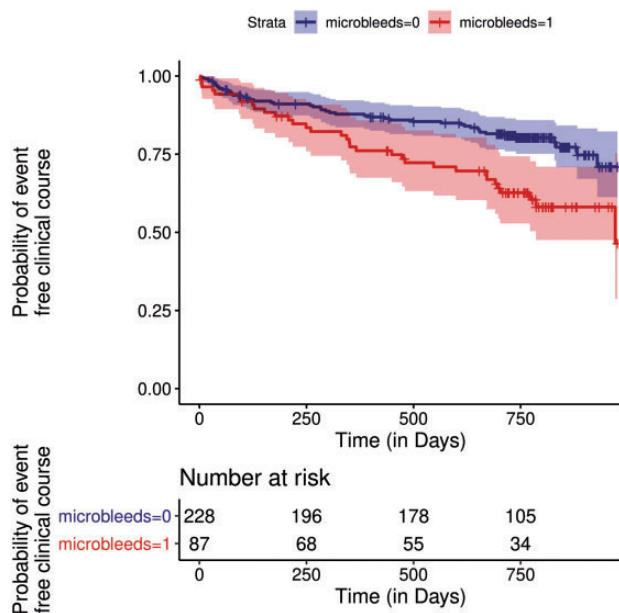 Strata microbleeds=0 microbleeds=1
1.00
0.75
0.50
0.25
0.00
Probability of event
free clinical course
0 250 500 750
Time (in Days)
Number at risk
Probability of event
free clinical course
microbleeds=0 228 196 178 105
microbleeds=1 87 68 55 34
0 250 500 750
Time (in Days)